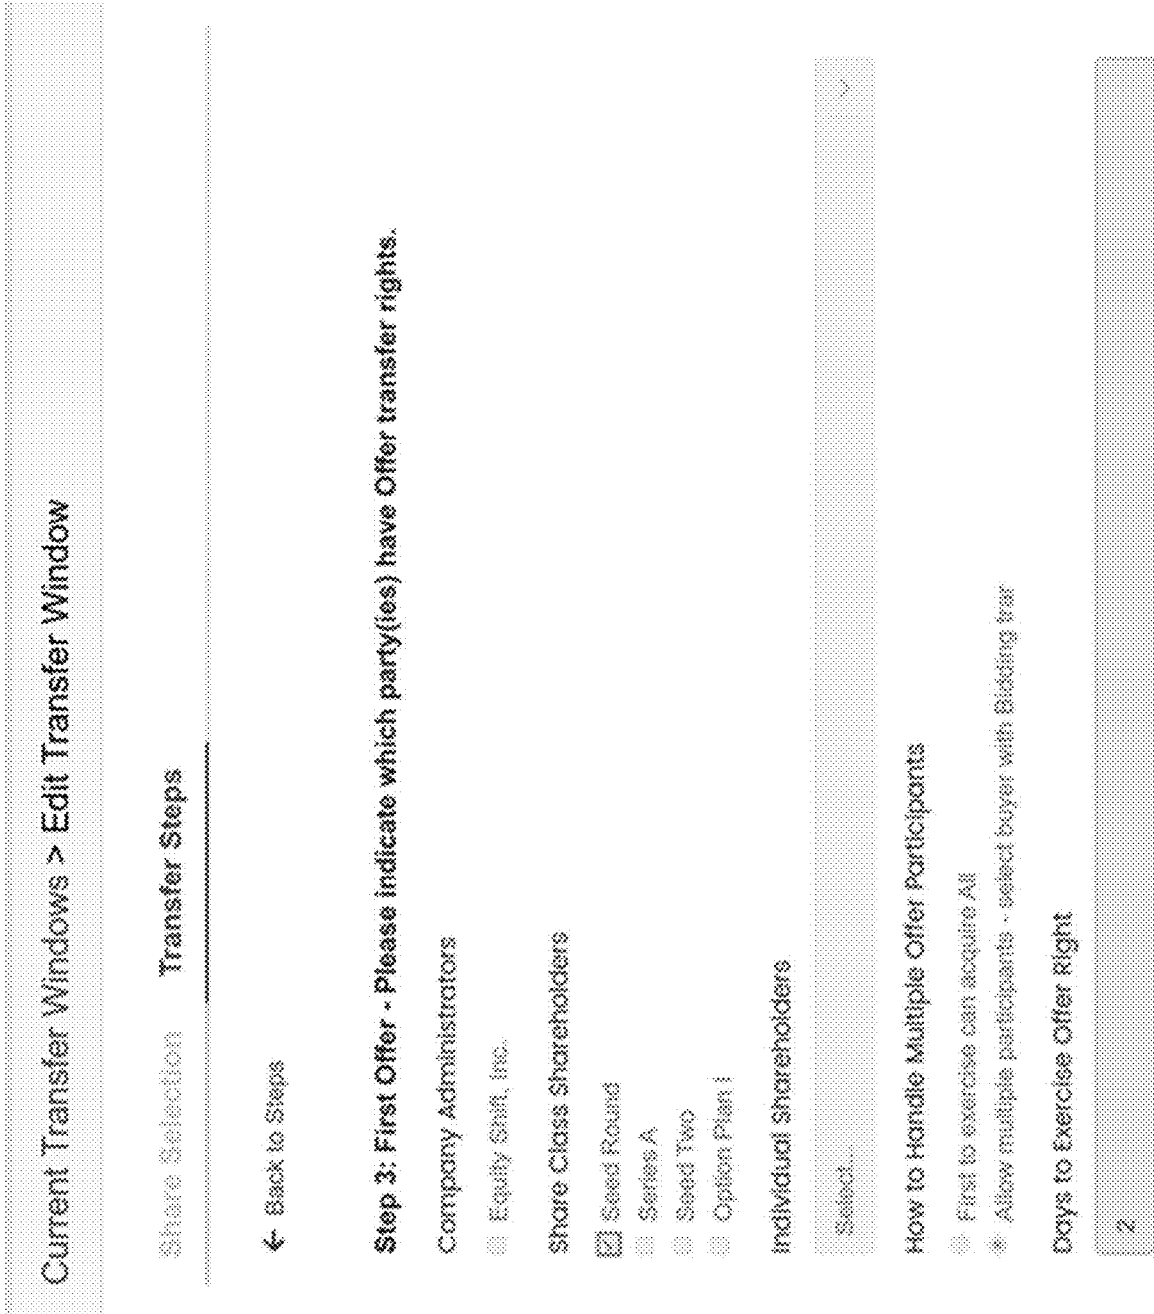 Current Transfer Windows > Edit Transfer Window
Share Selection Transfer Steps
← Back to Steps
Step 3: First Offer - Please indicate which party(ies) have Offer transfer rights.
Company Administrators
Equity Shift, Inc.
Share Class Shareholders
Seed Round
Series A
Seed Two
Option Plan I
Individual Shareholders
Select...
How to Handle Multiple Offer Participants
First to exercise can acquire All
Allow multiple participants - select buyer with Bidding trar
Days to Exercise Offer Right
2